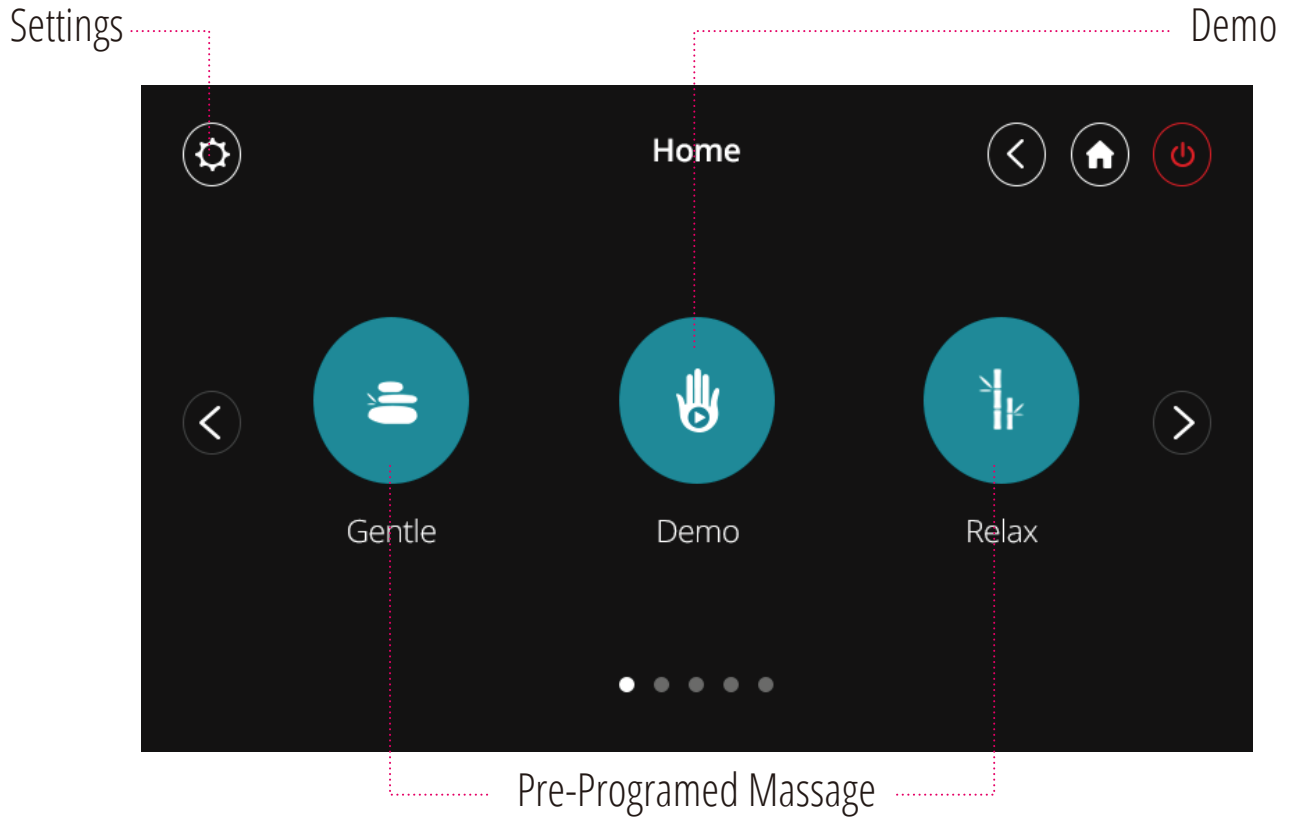 Settings
Demo
Home
Gentle
Demo
Relax
Pre-Programed Massage